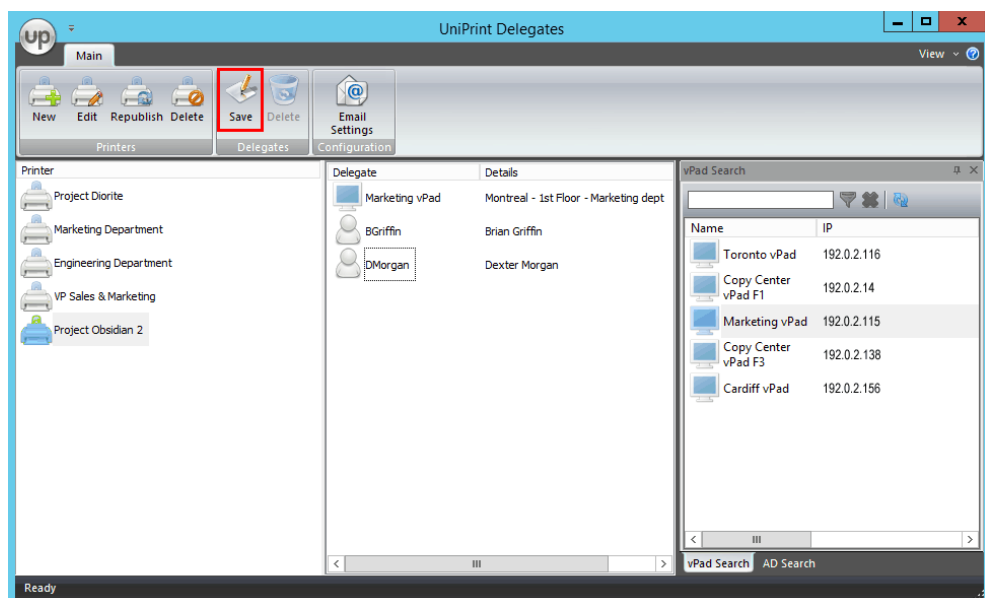 up
UniPrint Delegates
Main
View
New Edit Republish Delete Save Delete Email Settings
Printers Delegates Configuration
Printer
Project Diorite
Marketing Department
Engineering Department
VP Sales & Marketing
Project Obsidian 2
Delegate Details
Marketing vPad Montreal - 1st Floor - Marketing dept
BGriffin Brian Griffin
DMorgan Dexter Morgan
vPad Search
Name IP
Toronto vPad 192.0.2.116
Copy Center vPad F1 192.0.2.14
Marketing vPad 192.0.2.115
Copy Center vPad F3 192.0.2.138
Cardiff vPad 192.0.2.156
vPad Search AD Search
Ready